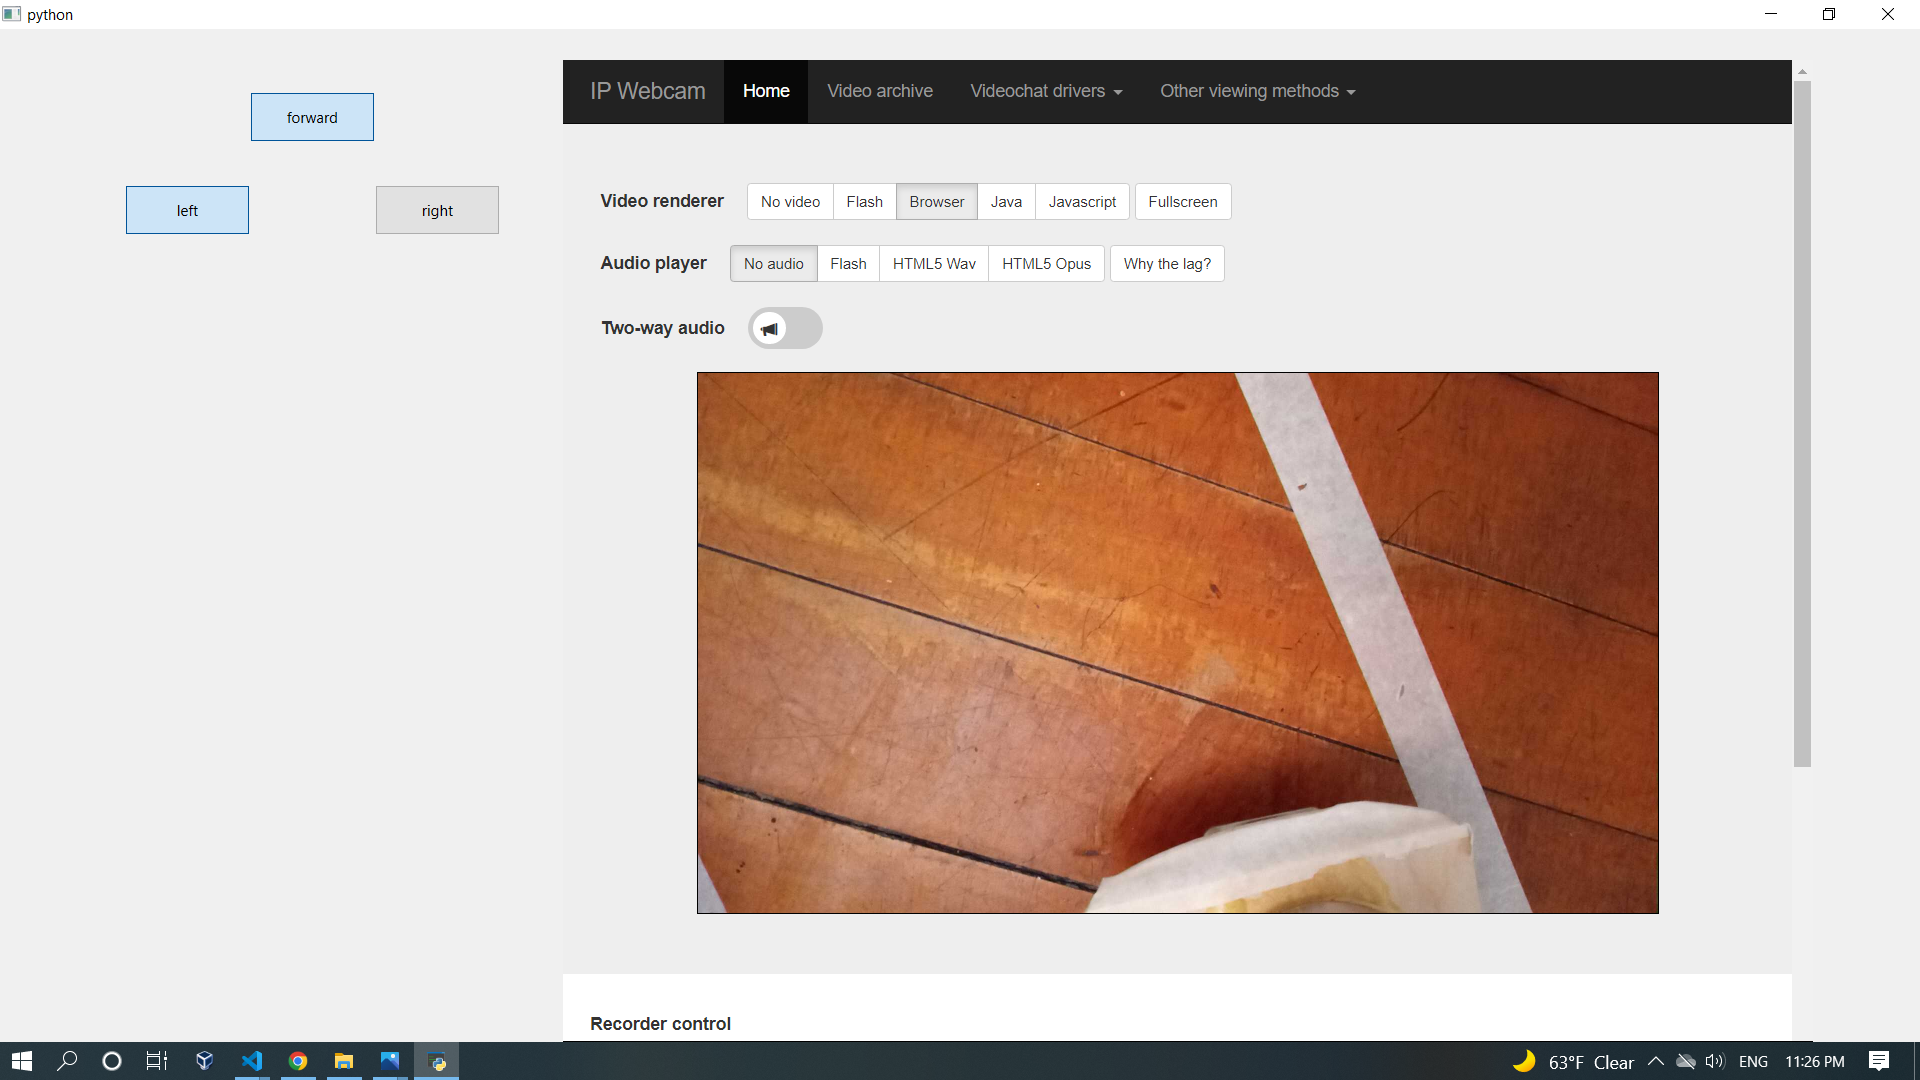 python
forward
left right
IP Webcam Home Video archive Videochat drivers Other viewing methods
Video renderer No video Flash Browser Java Javascript Fullscreen
Audio player No audio Flash HTML5 Wav HTML5 Opus Why the lag?
Two-way audio
Recorder control
63°F Clear ENG 11:26 PM